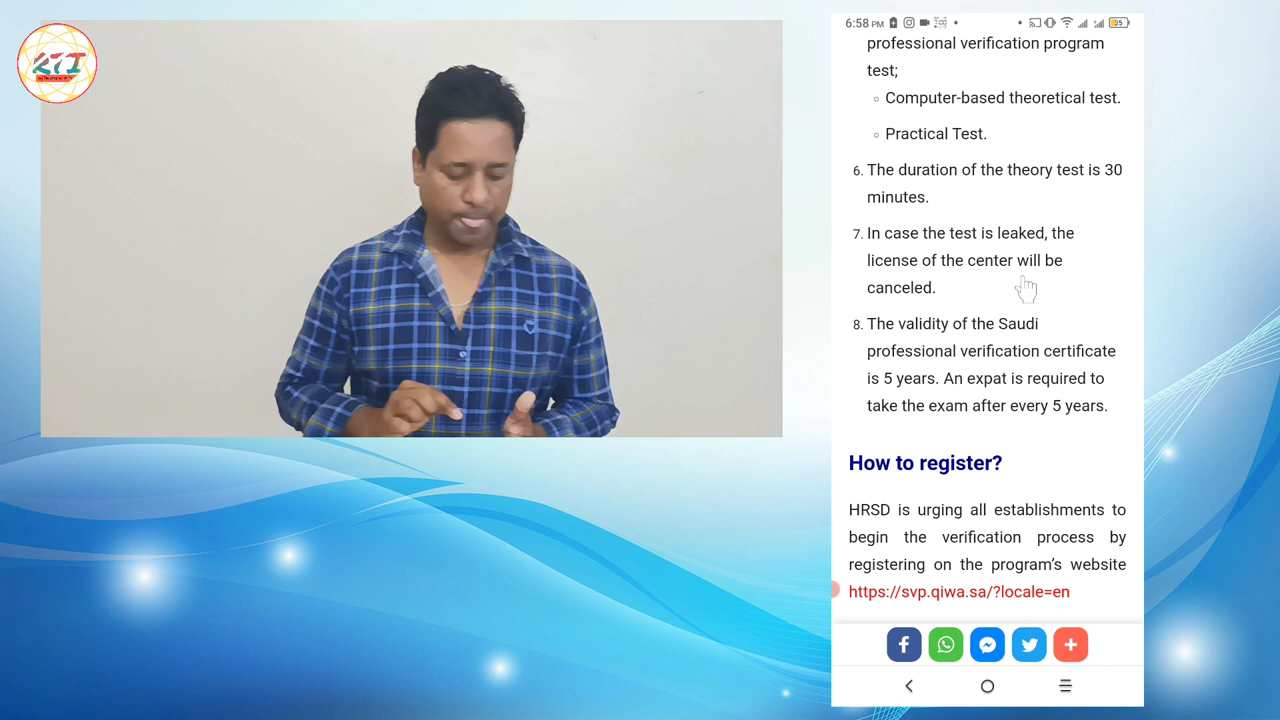 KTI
6:58 PM
professional verification program
test;
Computer-based theoretical test.
Practical Test.
6. The duration of the theory test is 30
minutes.
7. In case the test is leaked, the
license of the center will be
canceled.
8. The validity of the Saudi
professional verification certificate
is 5 years. An expat is required to
take the exam after every 5 years.
How to register?
HRSD is urging all establishments to
begin the verification process by
registering on the program’s website
https://svp.qiwa.sa/?locale=en